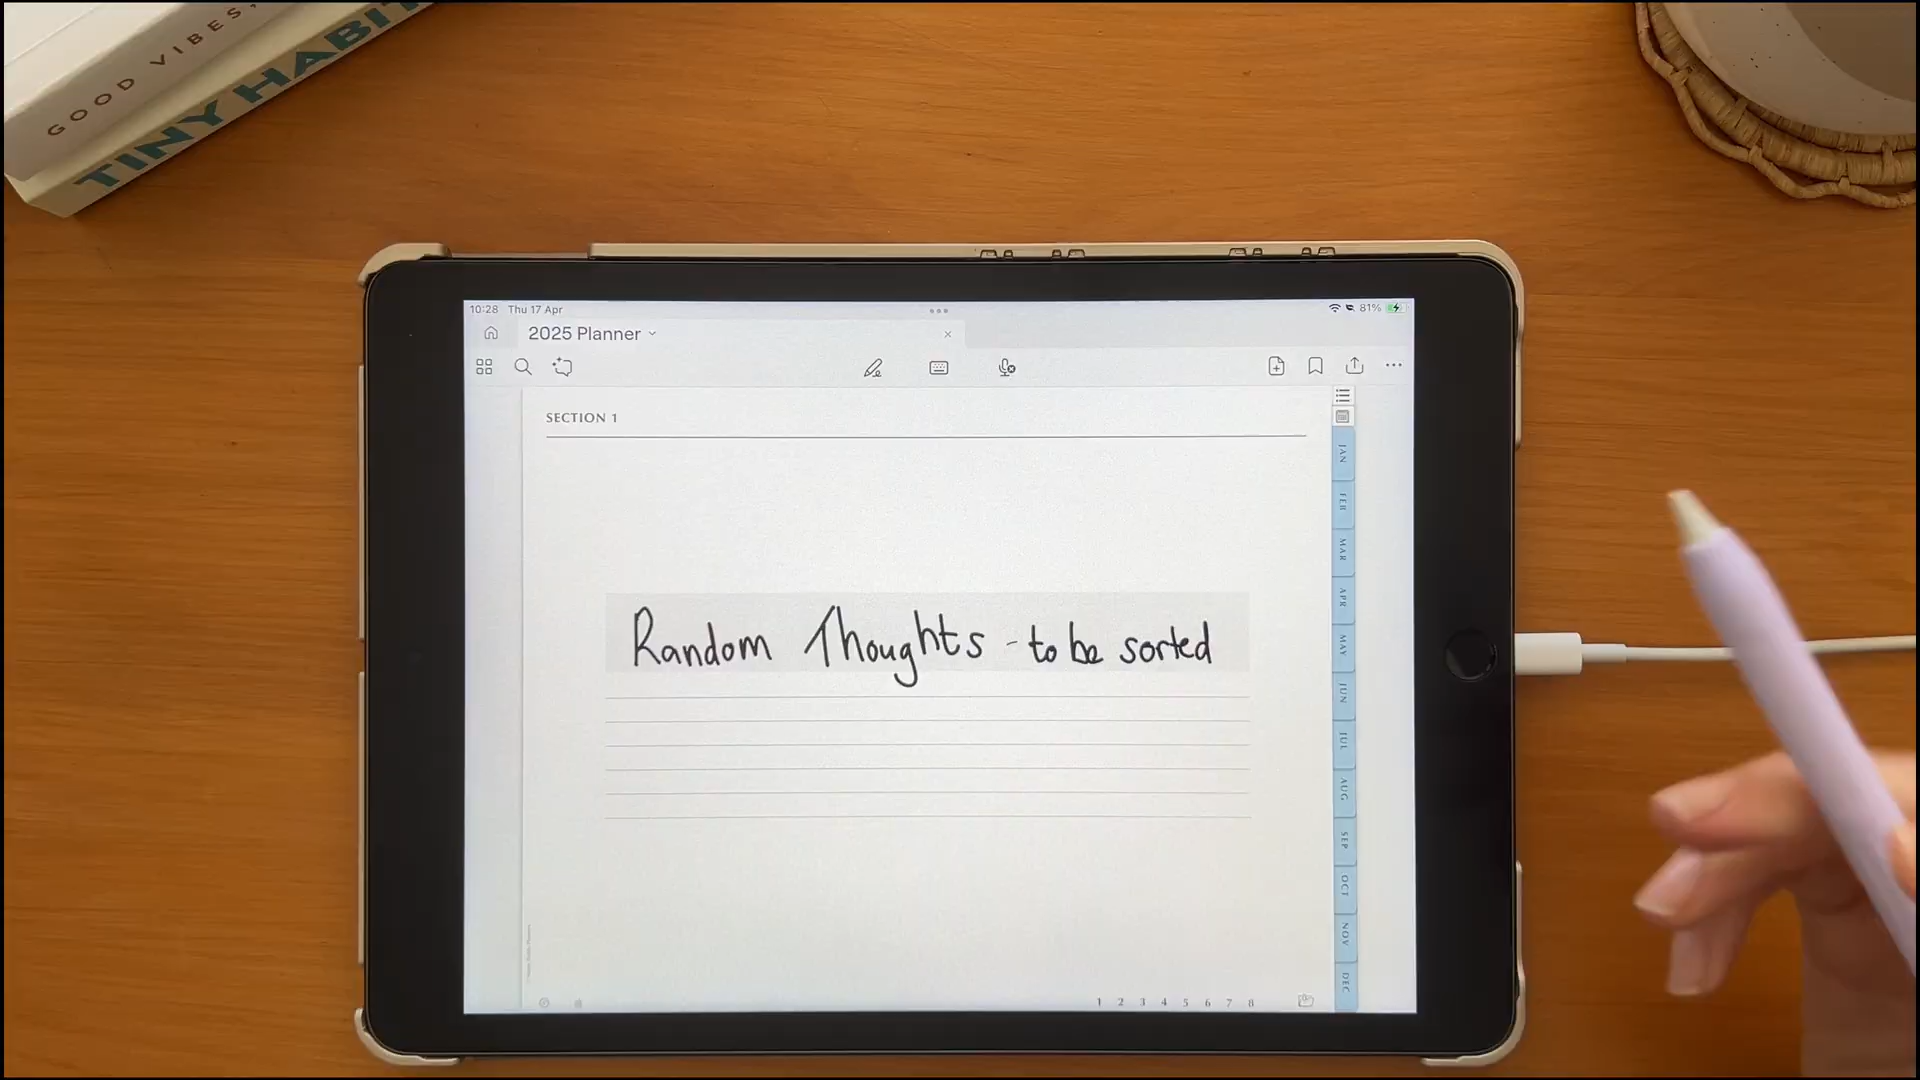 GOOD VIBES,
TINY HABIT
10:28 Thu 17 Apr
81%
2025 Planner
SECTION 1
Random Thoughts - to be sorted
JAN
FEB
MAR
APR
MAY
JUN
JUL
AUG
SEP
OCT
NOV
DEC
1 2 3 4 5 6 7 8